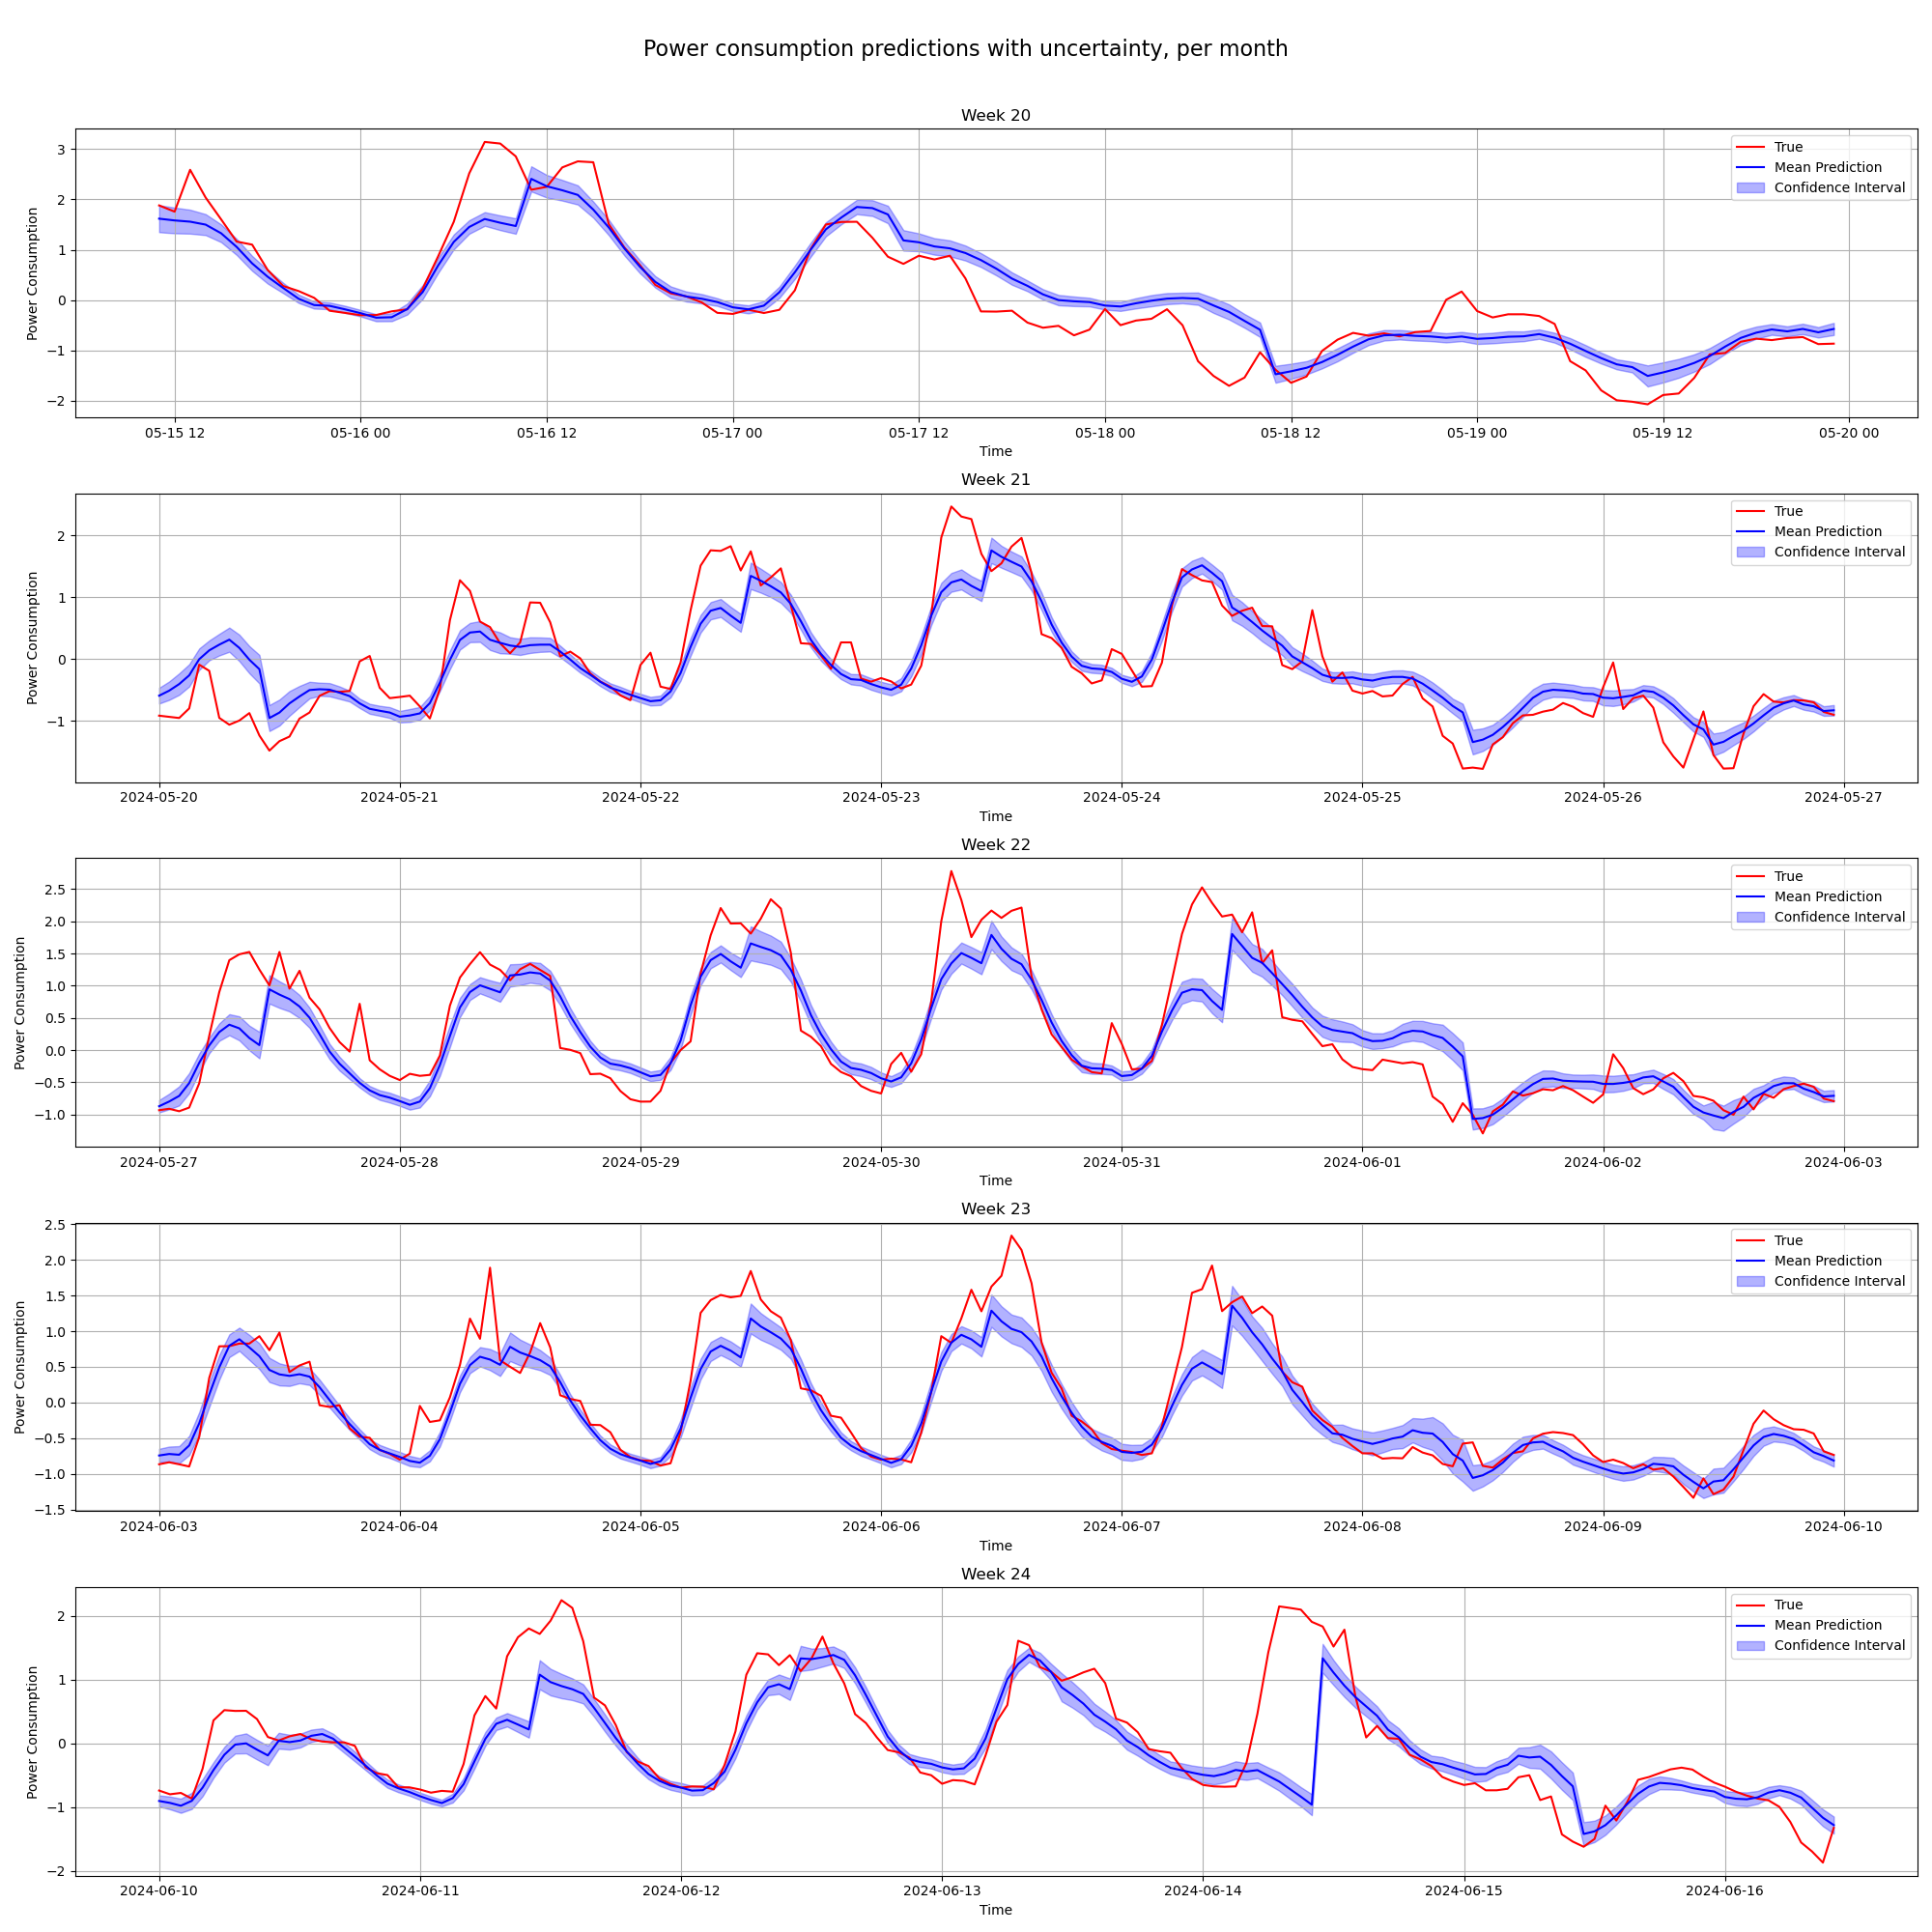 Power consumption predictions with uncertainty, per month
Week 20
True
Mean Prediction
Confidence Interval
Power Consumption
3
2
1
0
−1
−2
05-15 12
05-16 00
05-16 12
05-17 00
05-17 12
05-18 00
05-18 12
05-19 00
05-19 12
05-20 00
Time
Week 21
True
Mean Prediction
Confidence Interval
Power Consumption
2
1
0
−1
2024-05-20
2024-05-21
2024-05-22
2024-05-23
2024-05-24
2024-05-25
2024-05-26
2024-05-27
Time
Week 22
True
Mean Prediction
Confidence Interval
Power Consumption
2.5
2.0
1.5
1.0
0.5
0.0
−0.5
−1.0
2024-05-27
2024-05-28
2024-05-29
2024-05-30
2024-05-31
2024-06-01
2024-06-02
2024-06-03
Time
Week 23
True
Mean Prediction
Confidence Interval
Power Consumption
2.5
2.0
1.5
1.0
0.5
0.0
−0.5
−1.0
−1.5
2024-06-03
2024-06-04
2024-06-05
2024-06-06
2024-06-07
2024-06-08
2024-06-09
2024-06-10
Time
Week 24
True
Mean Prediction
Confidence Interval
Power Consumption
2
1
0
−1
−2
2024-06-10
2024-06-11
2024-06-12
2024-06-13
2024-06-14
2024-06-15
2024-06-16
Time